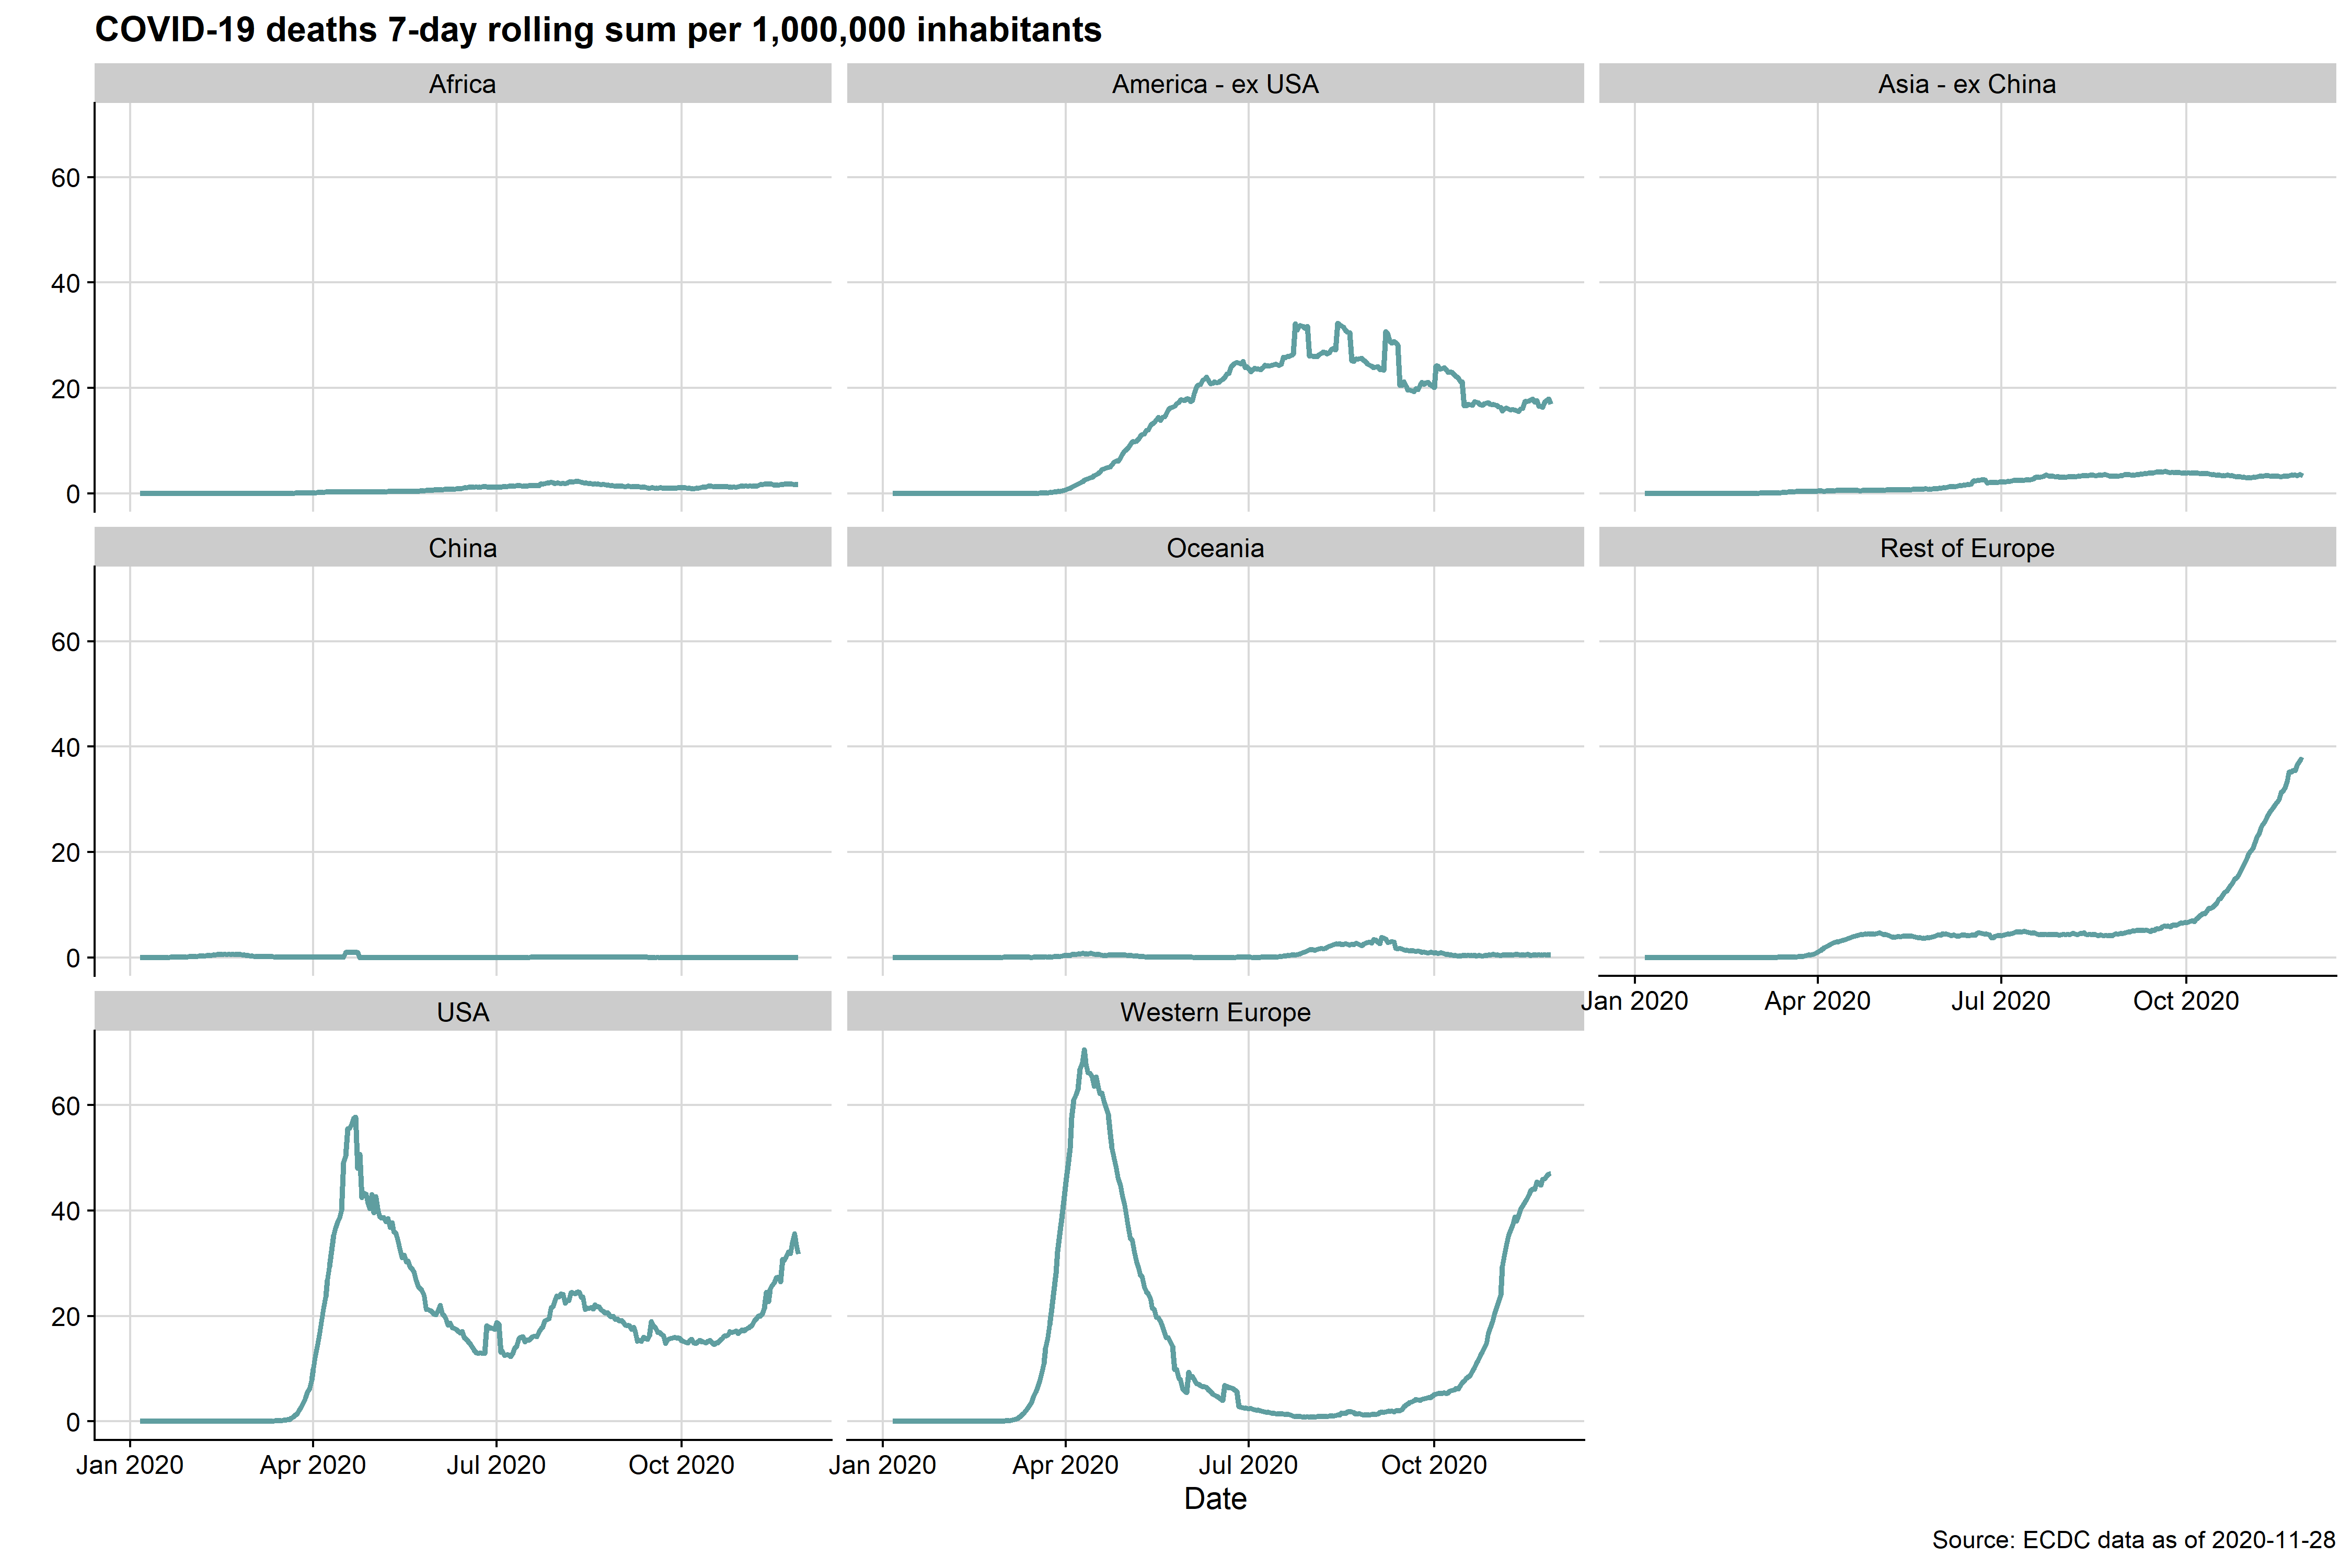 COVID-19 deaths 7-day rolling sum per 1,000,000 inhabitants
Africa
America - ex USA
Asia - ex China
60
40
20
0
China
Oceania
Rest of Europe
60
40
20
0
Jan 2020 Apr 2020 Jul 2020 Oct 2020
USA
Western Europe
60
40
20
0
Jan 2020 Apr 2020 Jul 2020 Oct 2020
Jan 2020 Apr 2020 Jul 2020 Oct 2020
Date
Source: ECDC data as of 2020-11-28